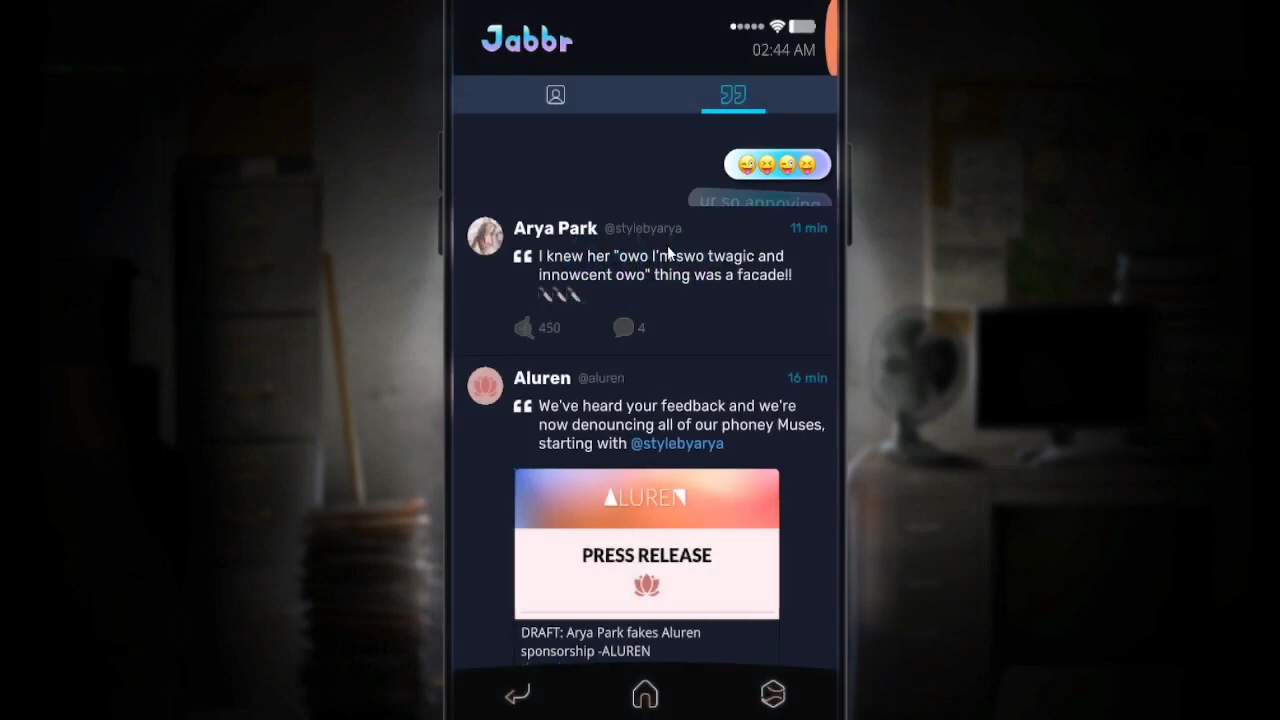 Jabbr
02:44 AM
ur so annoying
Arya Park @stylebyarya 11 min
I knew her "owo I'm swo twagic and
innowcent owo" thing was a facade!!
450 4
Aluren @aluren 16 min
We've heard your feedback and we're
now denouncing all of our phoney Muses,
starting with @stylebyarya
ALUREN
PRESS RELEASE
DRAFT: Arya Park fakes Aluren
sponsorship -ALUREN